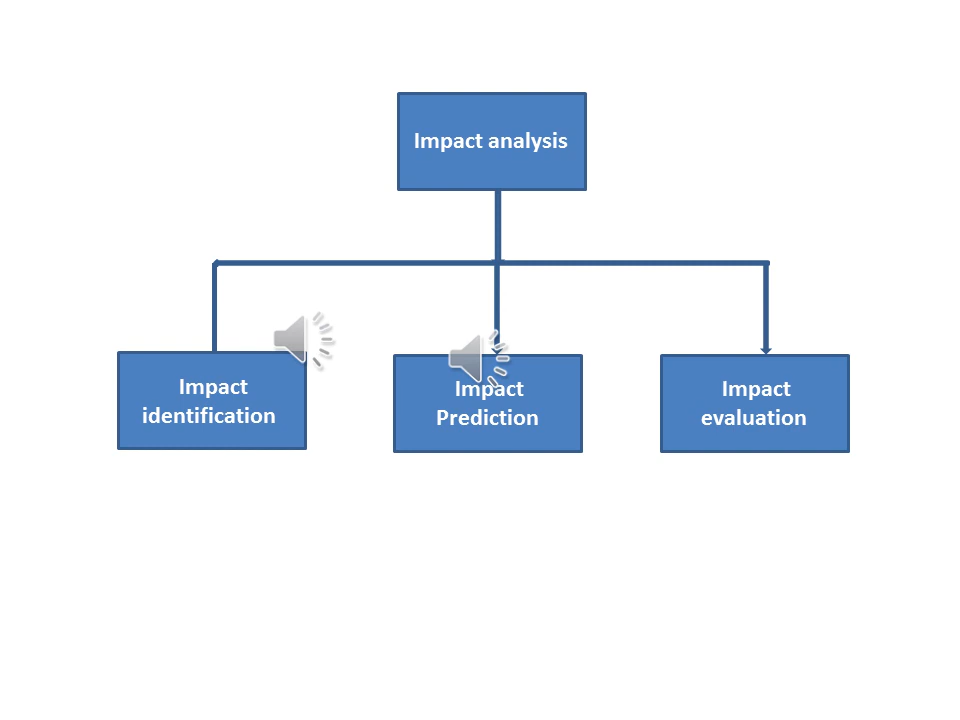 Impact analysis
Impact
identification
Impact
Prediction
Impact
evaluation